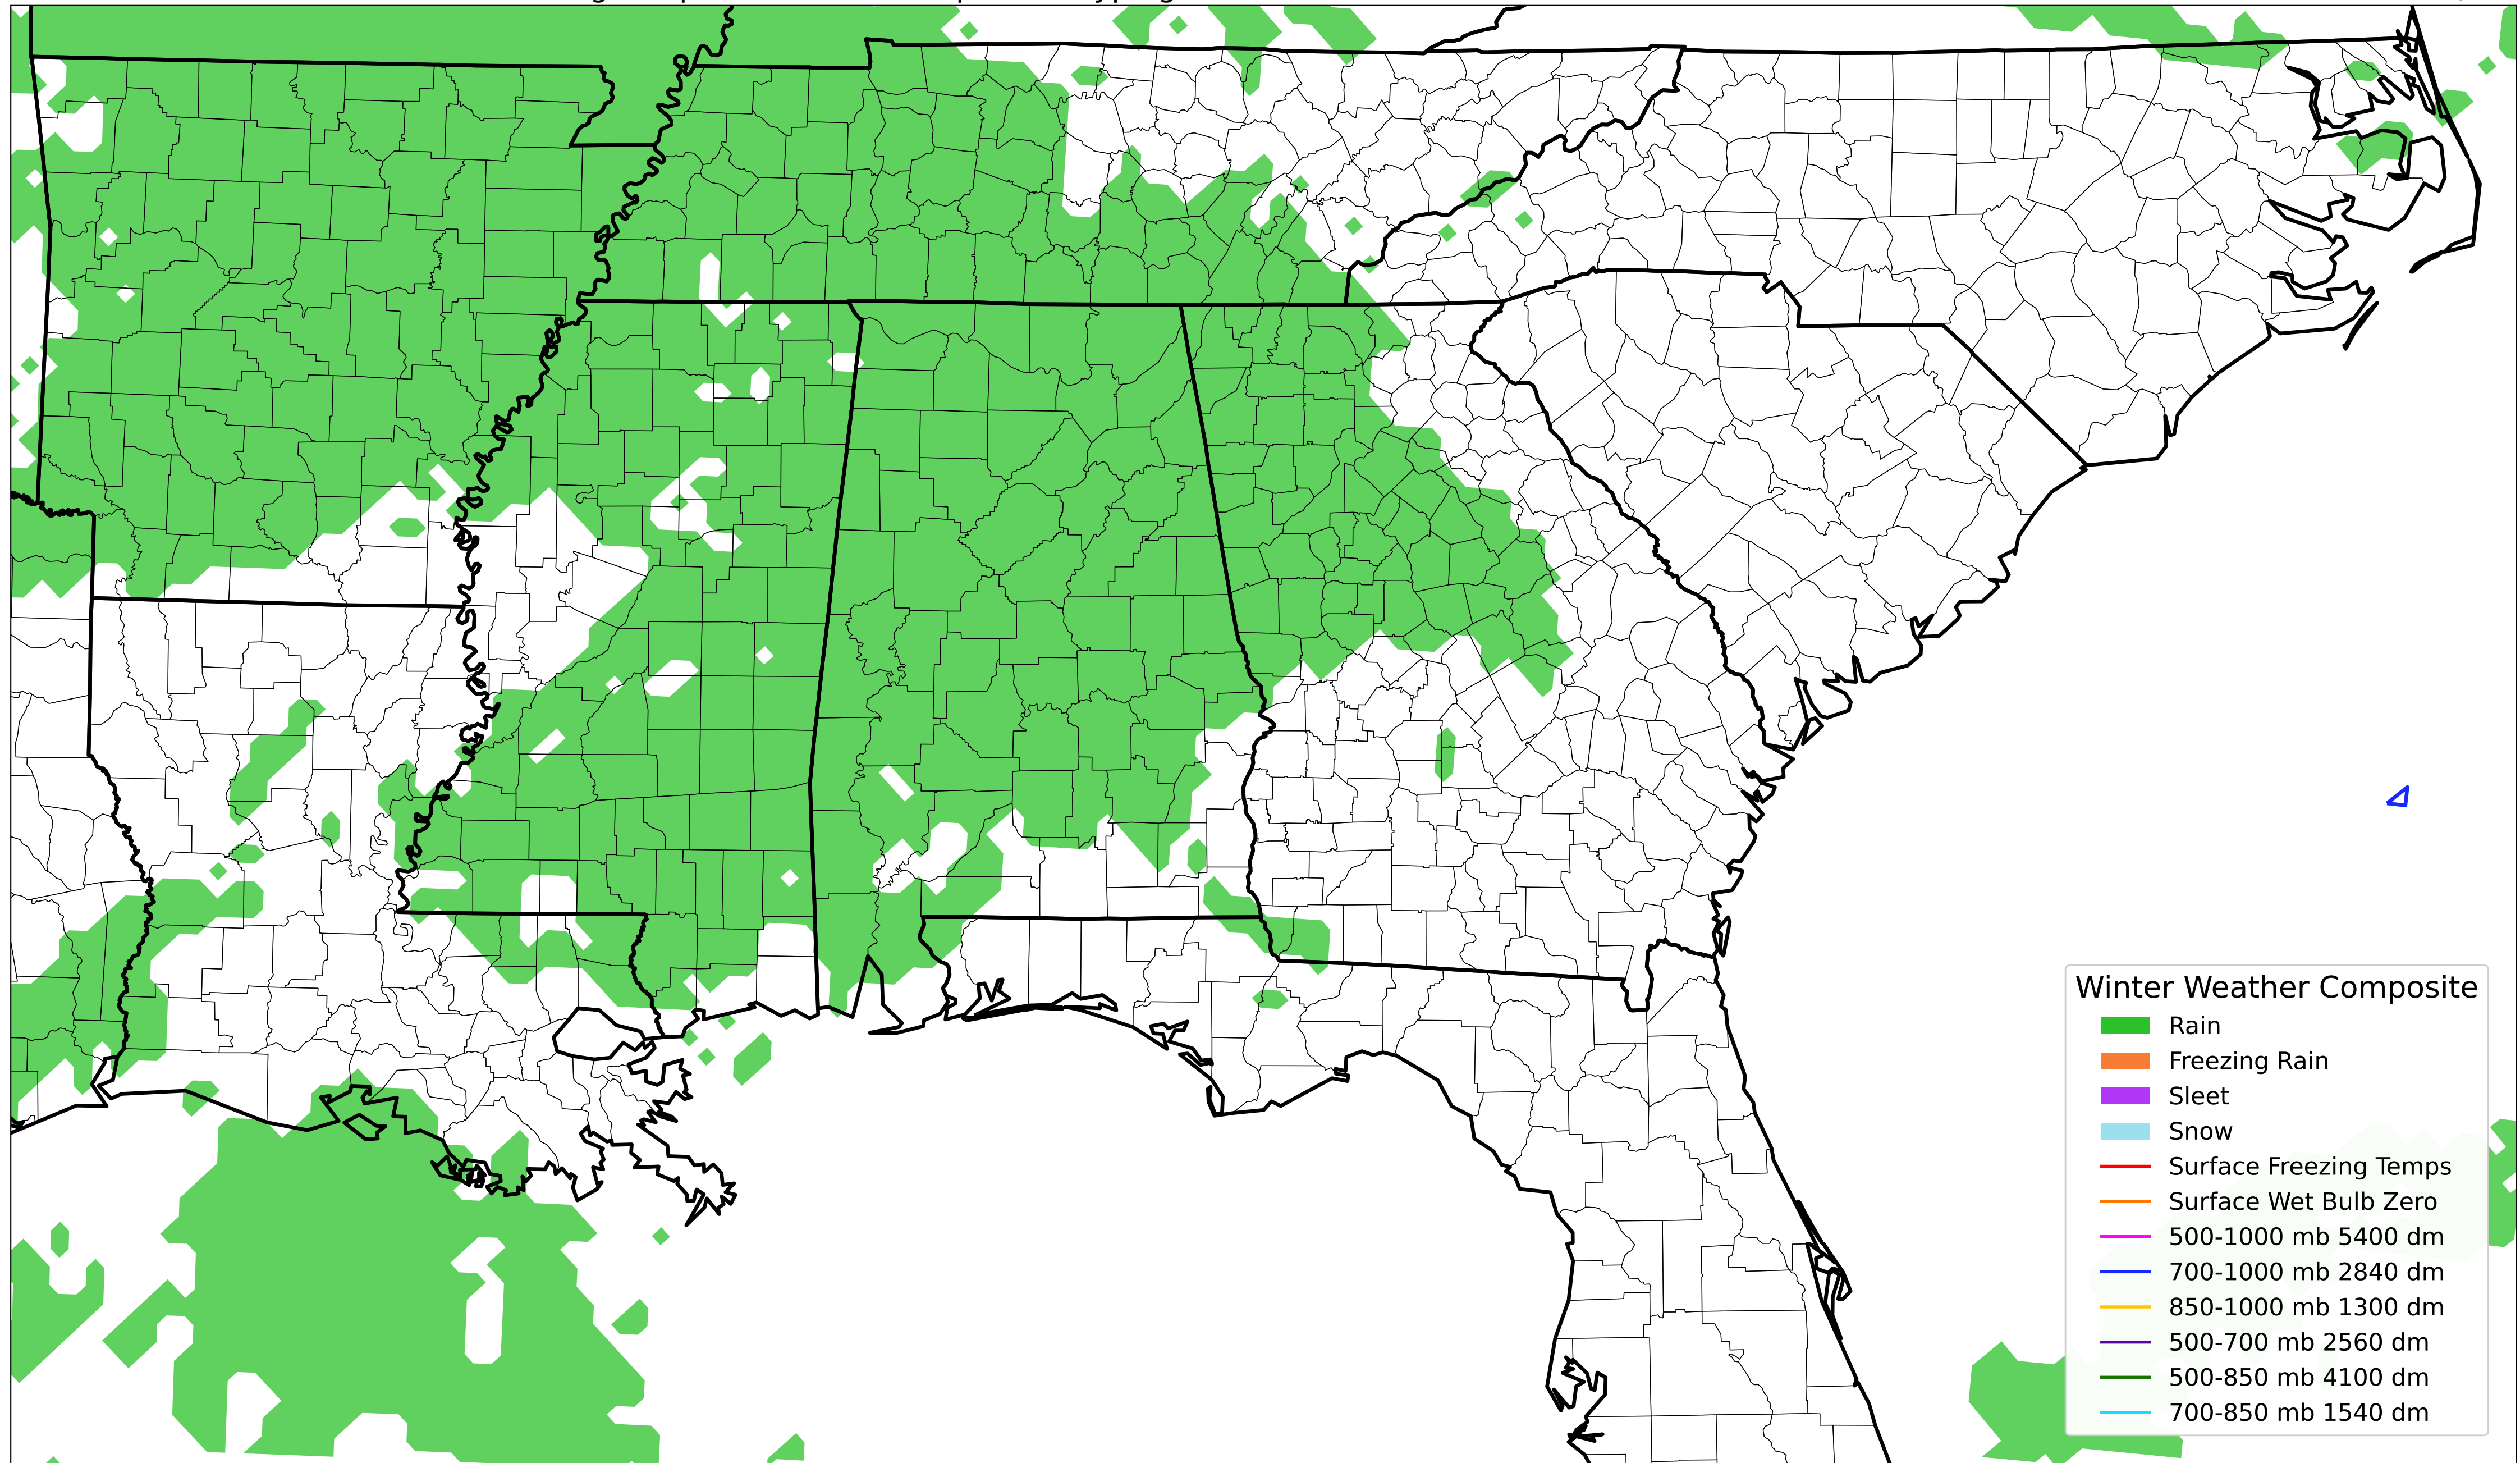 Winter Weather Composite
Rain
Freezing Rain
Sleet
Snow
Surface Freezing Temps
Surface Wet Bulb Zero
500-1000 mb 5400 dm
700-1000 mb 2840 dm
850-1000 mb 1300 dm
500-700 mb 2560 dm
500-850 mb 4100 dm
700-850 mb 1540 dm